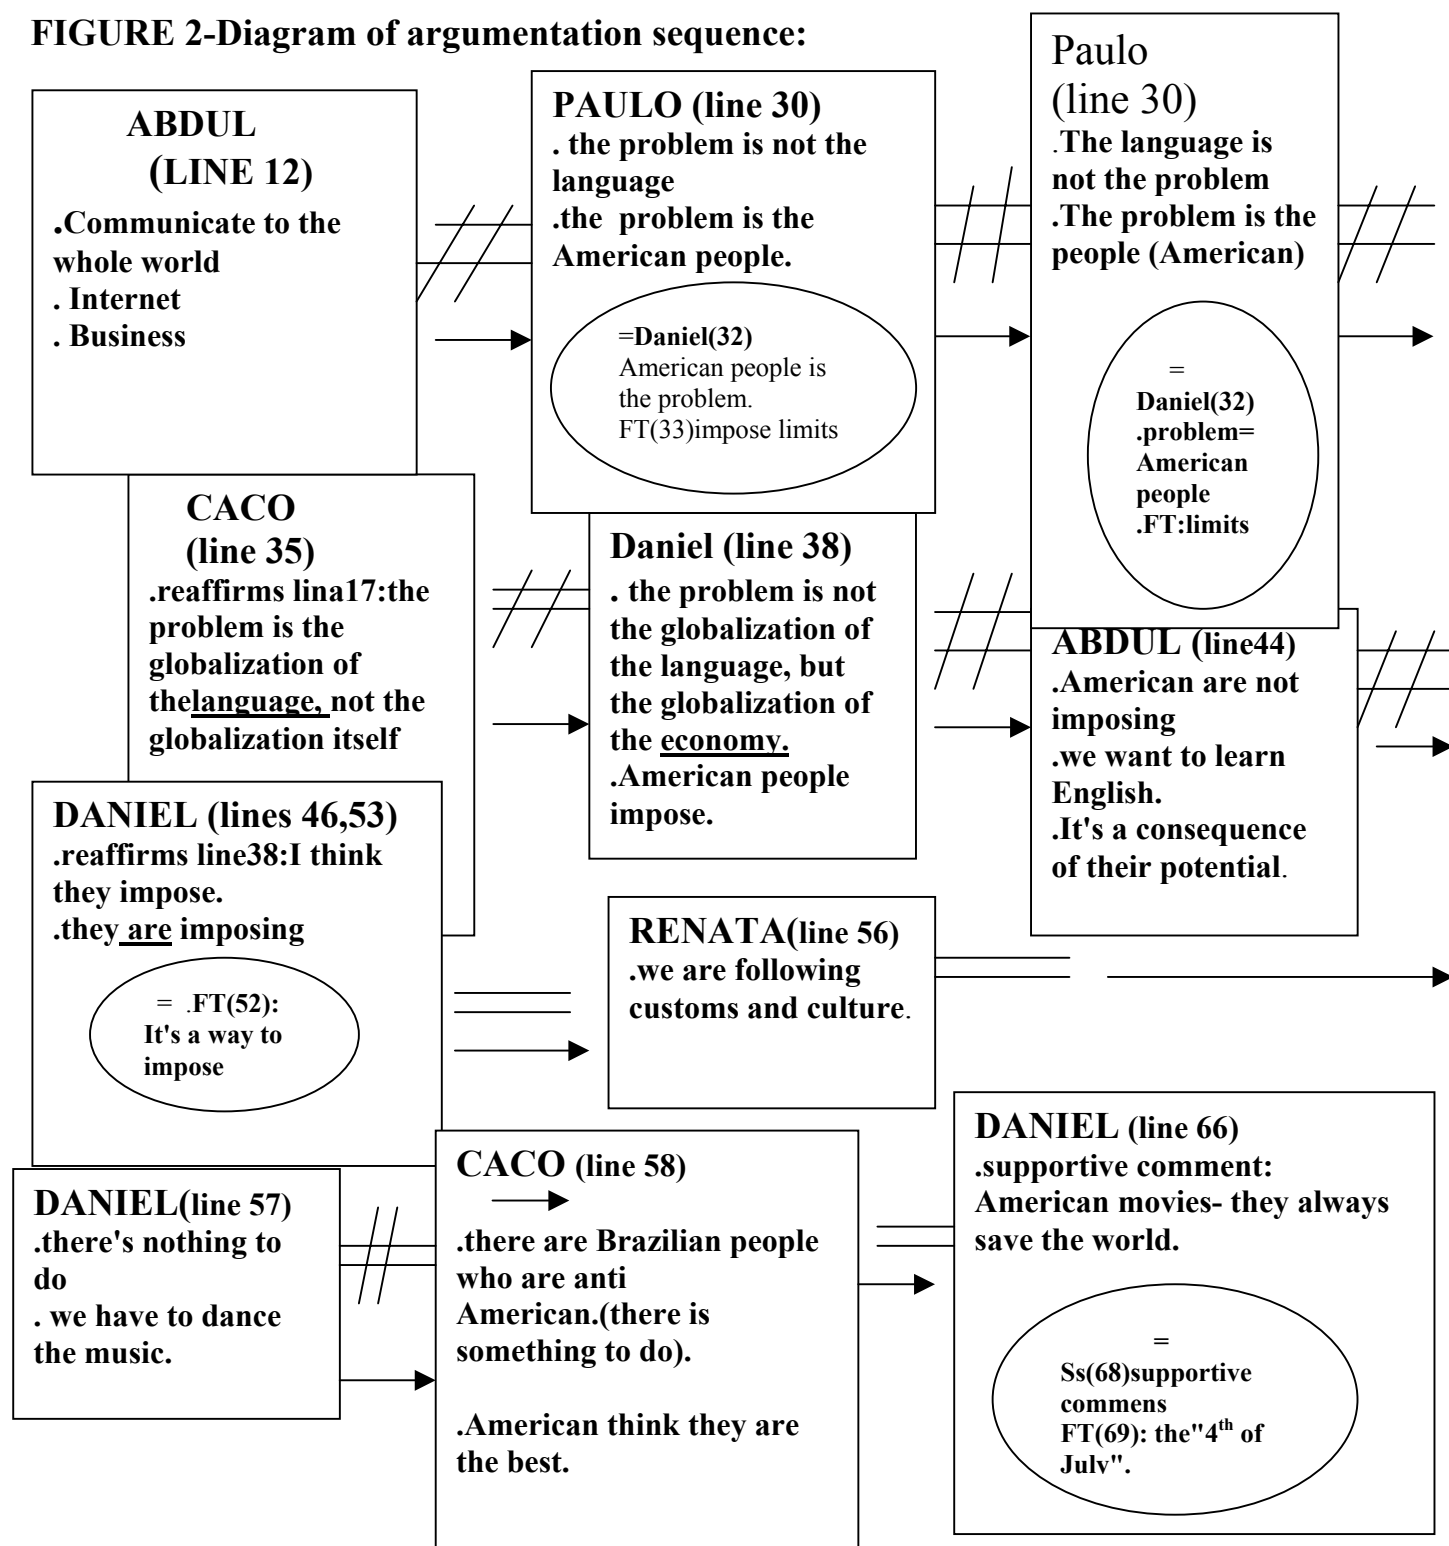 FIGURE 2-Diagram of argumentation sequence:
ABDUL
(LINE 12)
.Communicate to the
whole world
. Internet
. Business
PAULO (line 30)
. the problem is not the
language
.the problem is the
American people.
=Daniel(32)
American people is
the problem.
FT(33)impose limits
Paulo
(line 30)
.The language is
not the problem
.The problem is the
people (American)
=
Daniel(32)
.problem=
American
people
.FT:limits
CACO
(line 35)
.reaffirms lina17:the
problem is the
globalization of
thelanguage, not the
globalization itself
Daniel (line 38)
. the problem is not
the globalization of
the language, but
the globalization of
the economy.
.American people
impose.
ABDUL (line44)
.American are not
imposing
.we want to learn
English.
.It's a consequence
of their potential.
DANIEL (lines 46,53)
.reaffirms line38:I think
they impose.
.they are imposing
= .FT(52):
It's a way to
impose
RENATA(line 56)
.we are following
customs and culture.
DANIEL(line 57)
.there's nothing to
do
. we have to dance
the music.
CACO (line 58)
.there are Brazilian people
who are anti
American.(there is
something to do).
.American think they are
the best.
DANIEL (line 66)
.supportive comment:
American movies- they always
save the world.
=
Ss(68)supportive
commens
FT(69): the"4th of
July".